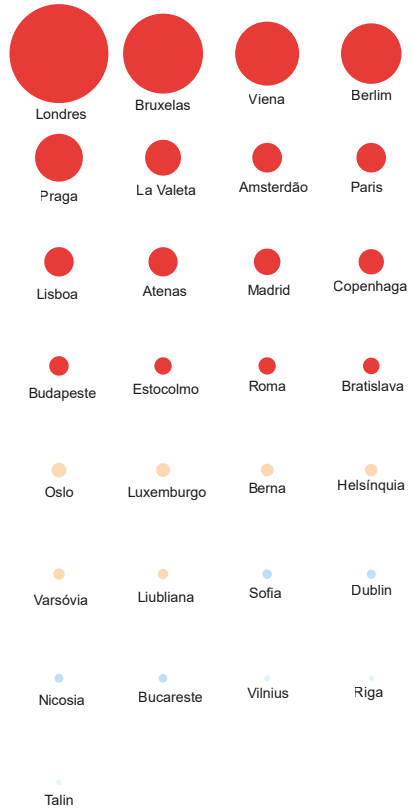 Londres
Bruxelas
Viena
Berlim
Praga
La Valeta
Amsterdão
Paris
Lisboa
Atenas
Madrid
Copenhaga
Budapeste
Estocolmo
Roma
Bratislava
Oslo
Luxemburgo
Berna
Helsínquia
Varsóvia
Liubliana
Sofia
Dublin
Nicosia
Bucareste
Vilnius
Riga
Talin